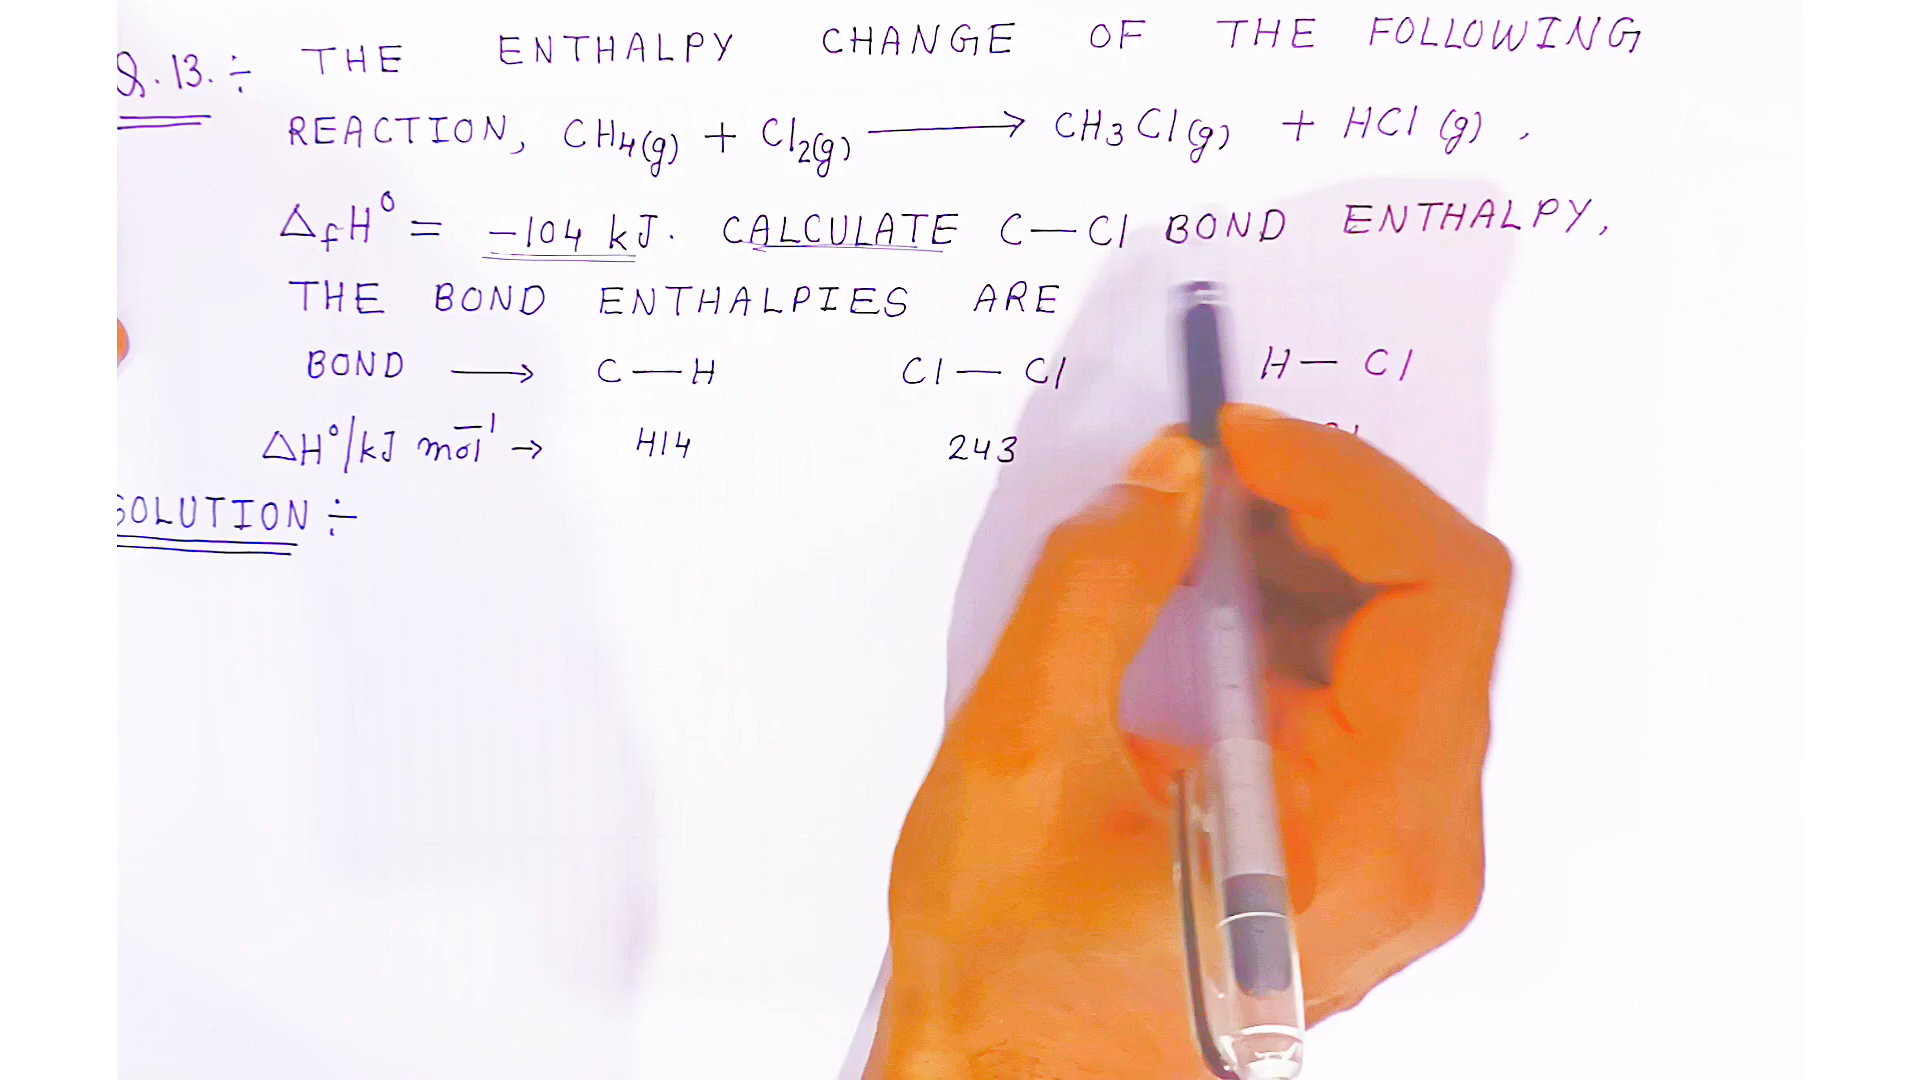 Q.13.÷ THE ENTHALPY CHANGE OF THE FOLLOWING
REACTION, CH4(g) + Cl2(g) ⟶ CH3Cl(g) + HCl(g) ,
ΔfH° = -104 kJ. CALCULATE C—Cl BOND ENTHALPY,
THE BOND ENTHALPIES ARE
BOND ⟶ C—H Cl—Cl H—Cl
ΔH°/kJ mol⁻¹ → 414 243
SOLUTION ÷